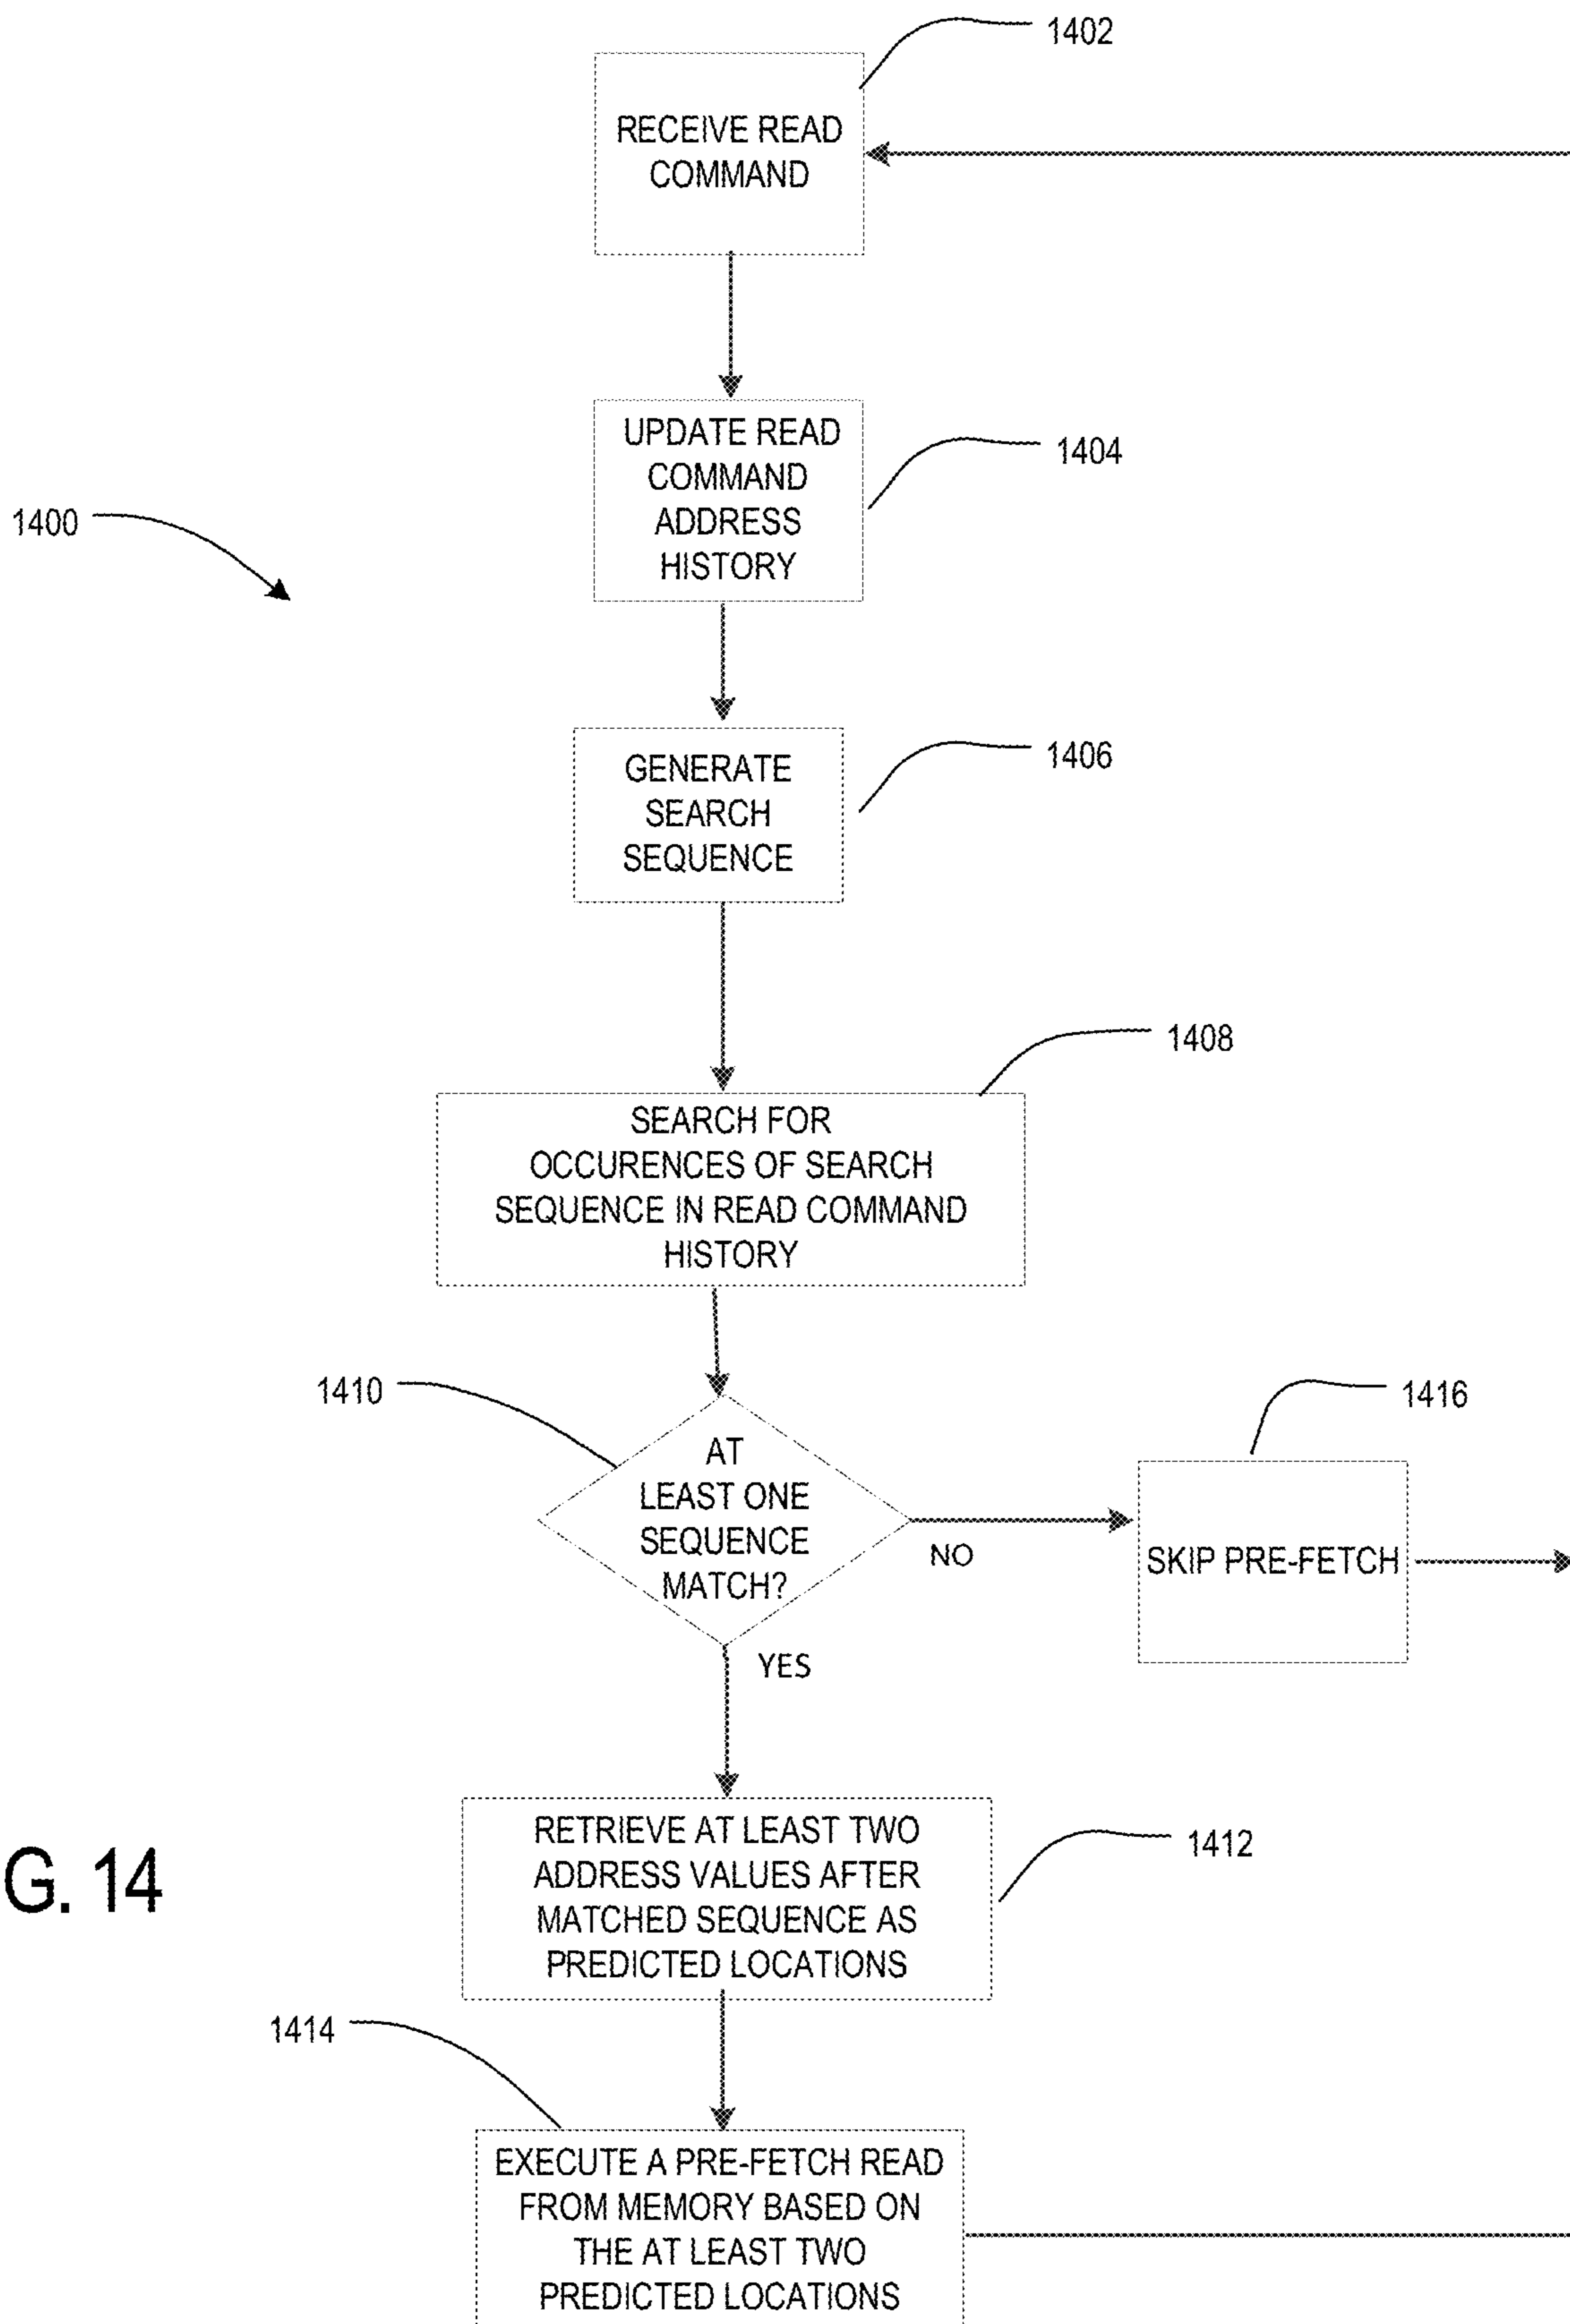 1402
RECEIVE READ
COMMAND
UPDATE READ
COMMAND
ADDRESS
HISTORY
1404
1400
GENERATE
SEARCH
SEQUENCE
1406
1408
SEARCH FOR
OCCURENCES OF SEARCH
SEQUENCE IN READ COMMAND
HISTORY
1410
1416
AT
LEAST ONE
SEQUENCE
MATCH?
NO
SKIP PRE-FETCH
YES
RETRIEVE AT LEAST TWO
ADDRESS VALUES AFTER
MATCHED SEQUENCE AS
PREDICTED LOCATIONS
1412
G. 14
1414
EXECUTE A PRE-FETCH READ
FROM MEMORY BASED ON
THE AT LEAST TWO
PREDICTED LOCATIONS